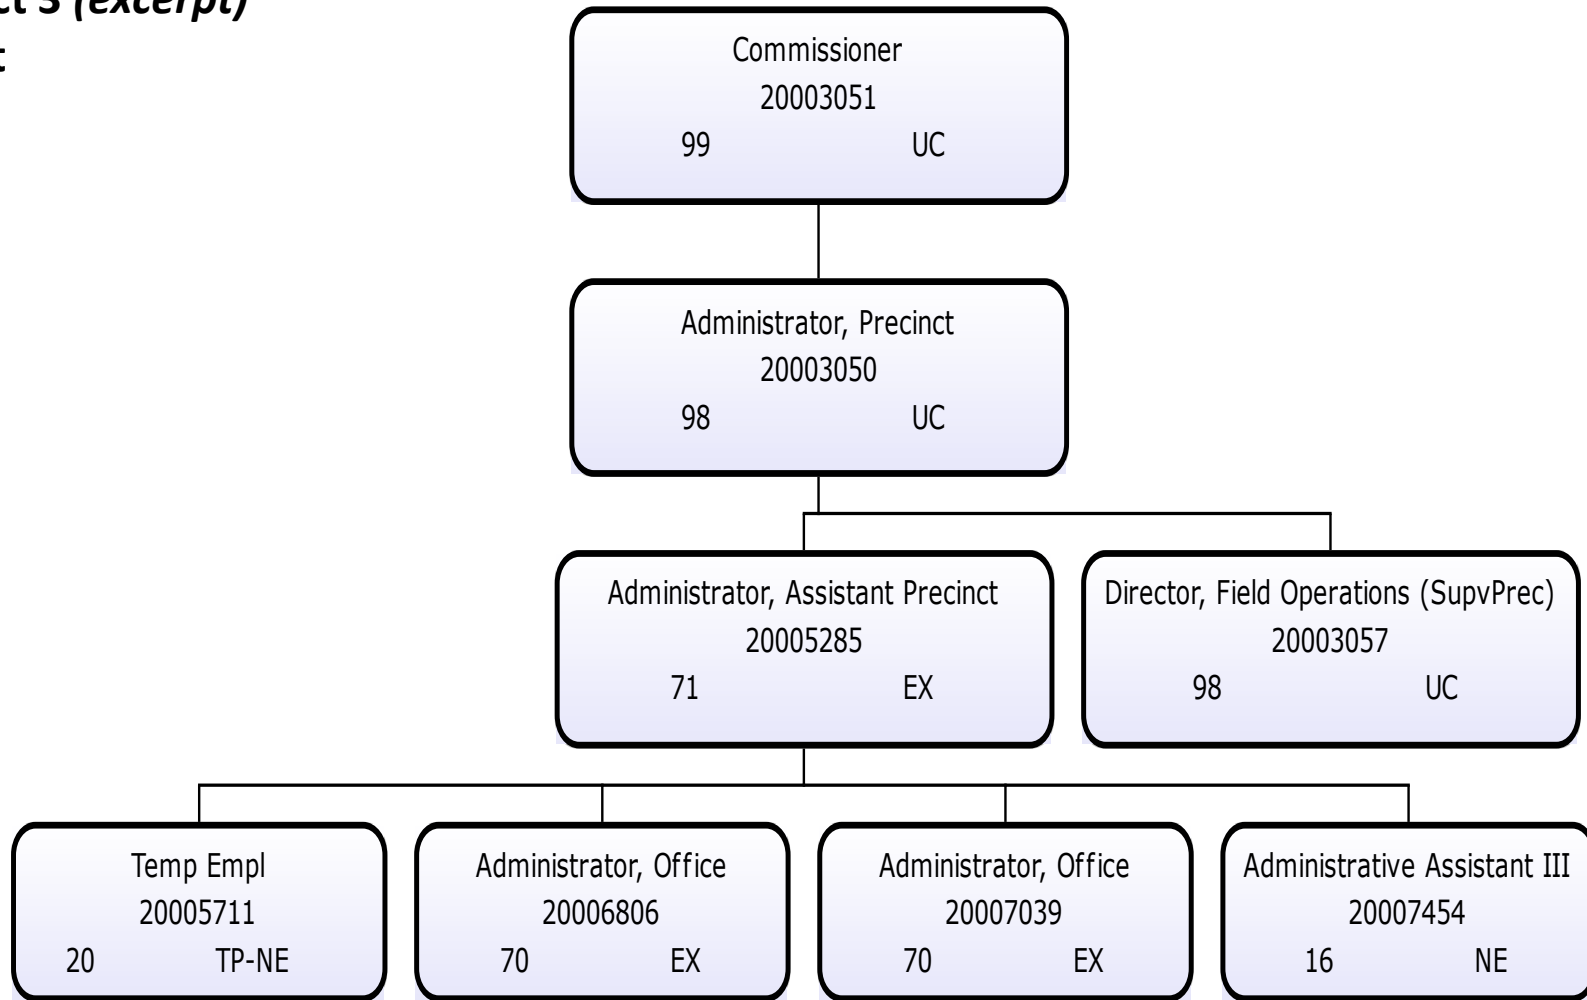 3 (excerpt)
Commissioner
20003051
99 UC
Administrator, Precinct
20003050
98 UC
Administrator, Assistant Precinct
20005285
71 EX
Director, Field Operations (SupvPrec)
20003057
98 UC
Temp Empl
20005711
20 TP-NE
Administrator, Office
20006806
70 EX
Administrator, Office
20007039
70 EX
Administrative Assistant III
20007454
16 NE